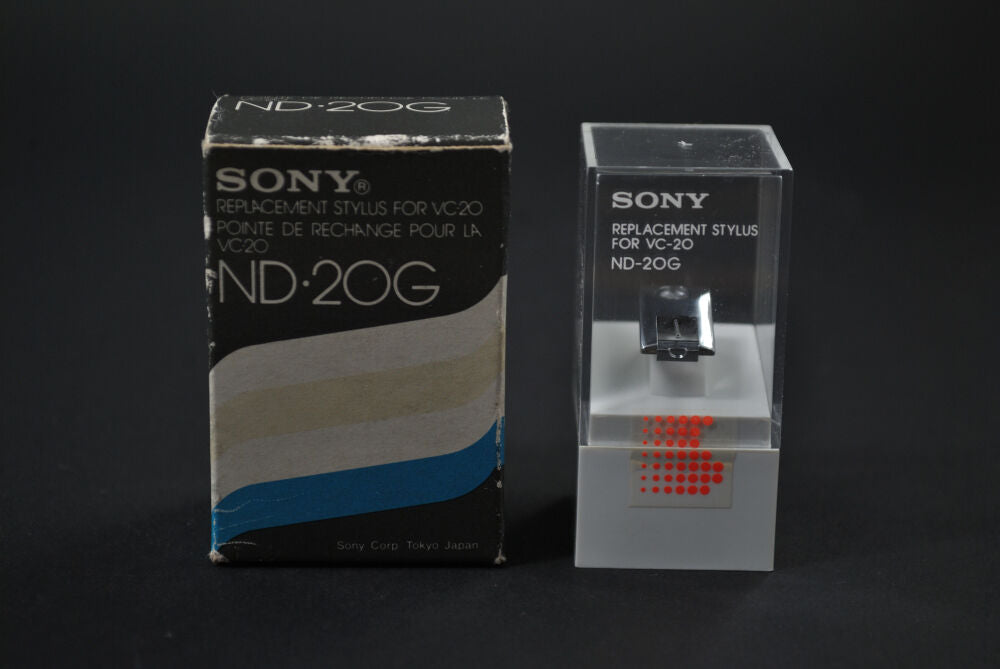 ND·20G
SONY®
REPLACEMENT STYLUS FOR VC-20
POINTE DE RECHANGE POUR LA
VC-20
ND·20G
Sony Corp. Tokyo Japan
SONY
REPLACEMENT STYLUS
FOR VC-20
ND-20G